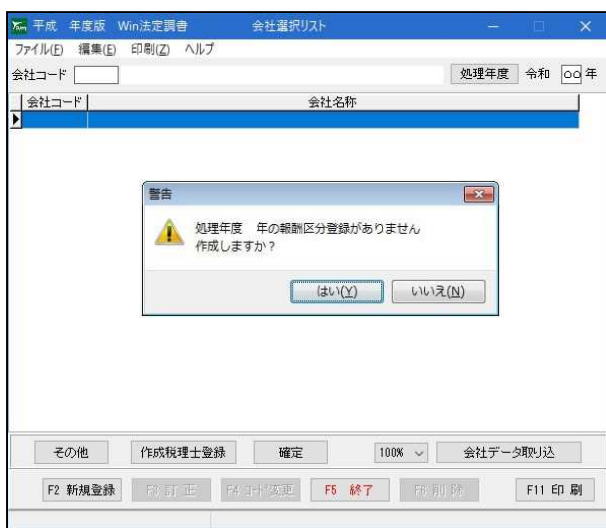 平成　年度版　Win法定調書　会社選択リスト
ファイル(F)　編集(E)　印刷(Z)　ヘルプ
会社コード　処理年度　令和　○○年
会社コード　会社名称
警告
処理年度　年の報酬区分登録がありません
作成しますか？
はい(Y)　いいえ(N)
その他　作成税理士登録　確定　100%　会社データ取り込
F2 新規登録　F3 訂 正　F4 コード変更　F5 終了　F8 削 除　F11 印 刷